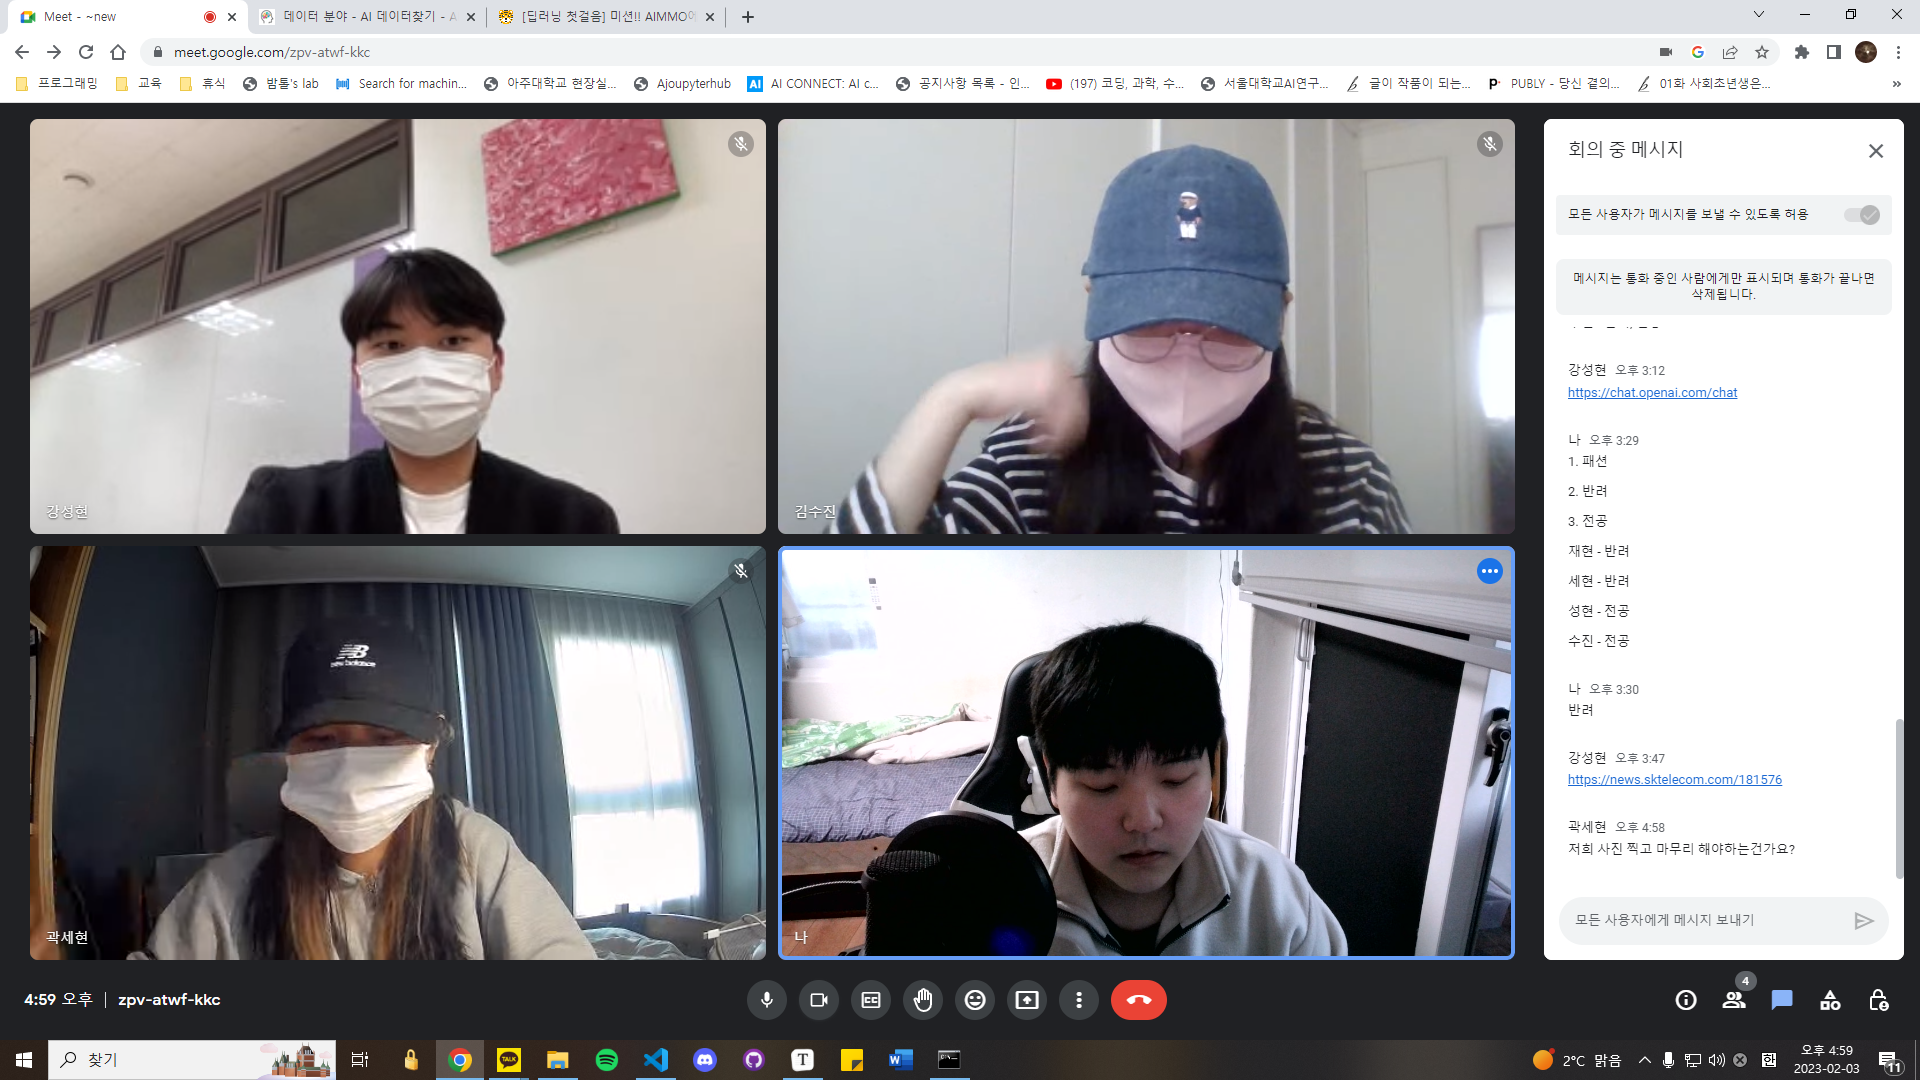 Meet - ~new
데이터 분야 - AI 데이터찾기 - A
[딥러닝 첫걸음] 미션!! AIMMO에
meet.google.com/zpv-atwf-kkc
프로그래밍
교육
휴식
밤톨's lab
Search for machin...
아주대학교 현장실...
Ajoupyterhub
AI CONNECT: AI c...
공지사항 목록 - 인...
(197) 코딩, 과학, 수...
서울대학교AI연구...
글이 작품이 되는...
PUBLY - 당신 곁의...
01화 사회초년생은...
강성현
김수진
new balance
곽세현
나
회의 중 메시지
모든 사용자가 메시지를 보낼 수 있도록 허용
메시지는 통화 중인 사람에게만 표시되며 통화가 끝나면
삭제됩니다.
강성현 오후 3:12
https://chat.openai.com/chat
나 오후 3:29
1. 패션
2. 반려
3. 전공
재현 - 반려
세현 - 반려
성현 - 전공
수진 - 전공
나 오후 3:30
반려
강성현 오후 3:47
https://news.sktelecom.com/181576
곽세현 오후 4:58
저희 사진 찍고 마무리 해야하는건가요?
모든 사용자에게 메시지 보내기
4:59 오후 | zpv-atwf-kkc
4
찾기
TALK
2°C 맑음
한
오후 4:59
2023-02-03
11